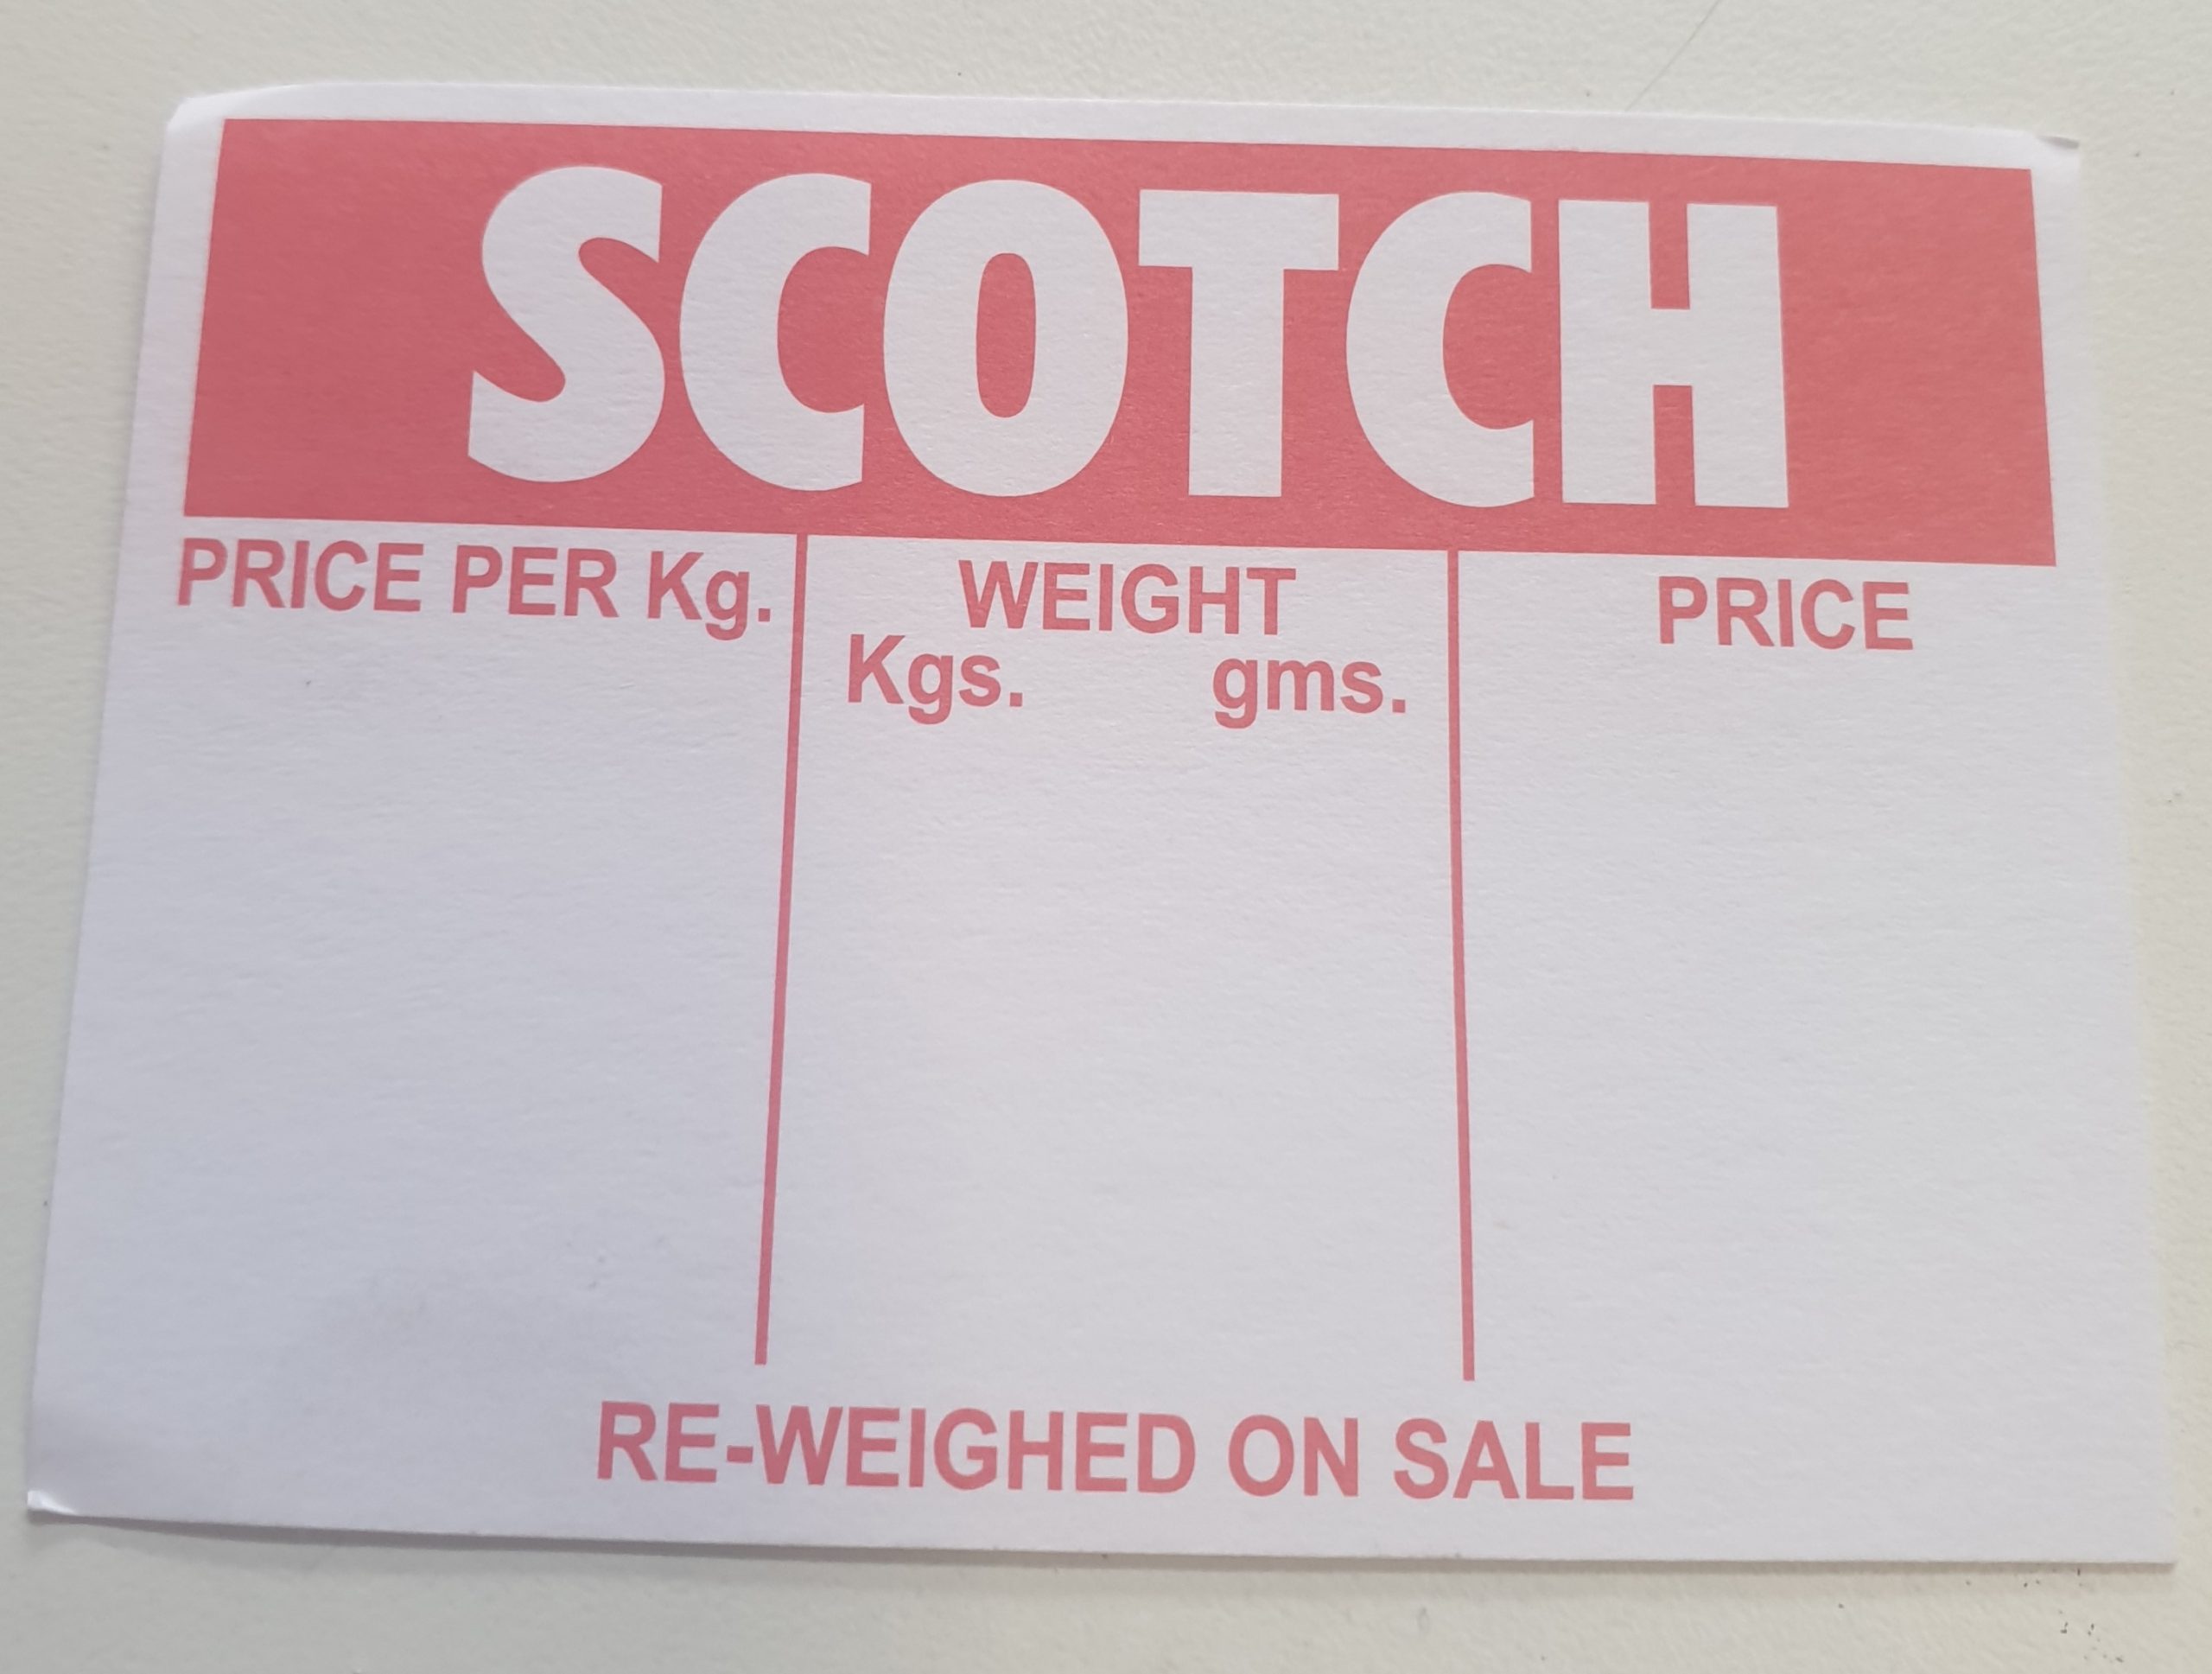 SCOTCH
PRICE PER Kg.
WEIGHT
Kgs. gms.
PRICE
RE-WEIGHED ON SALE